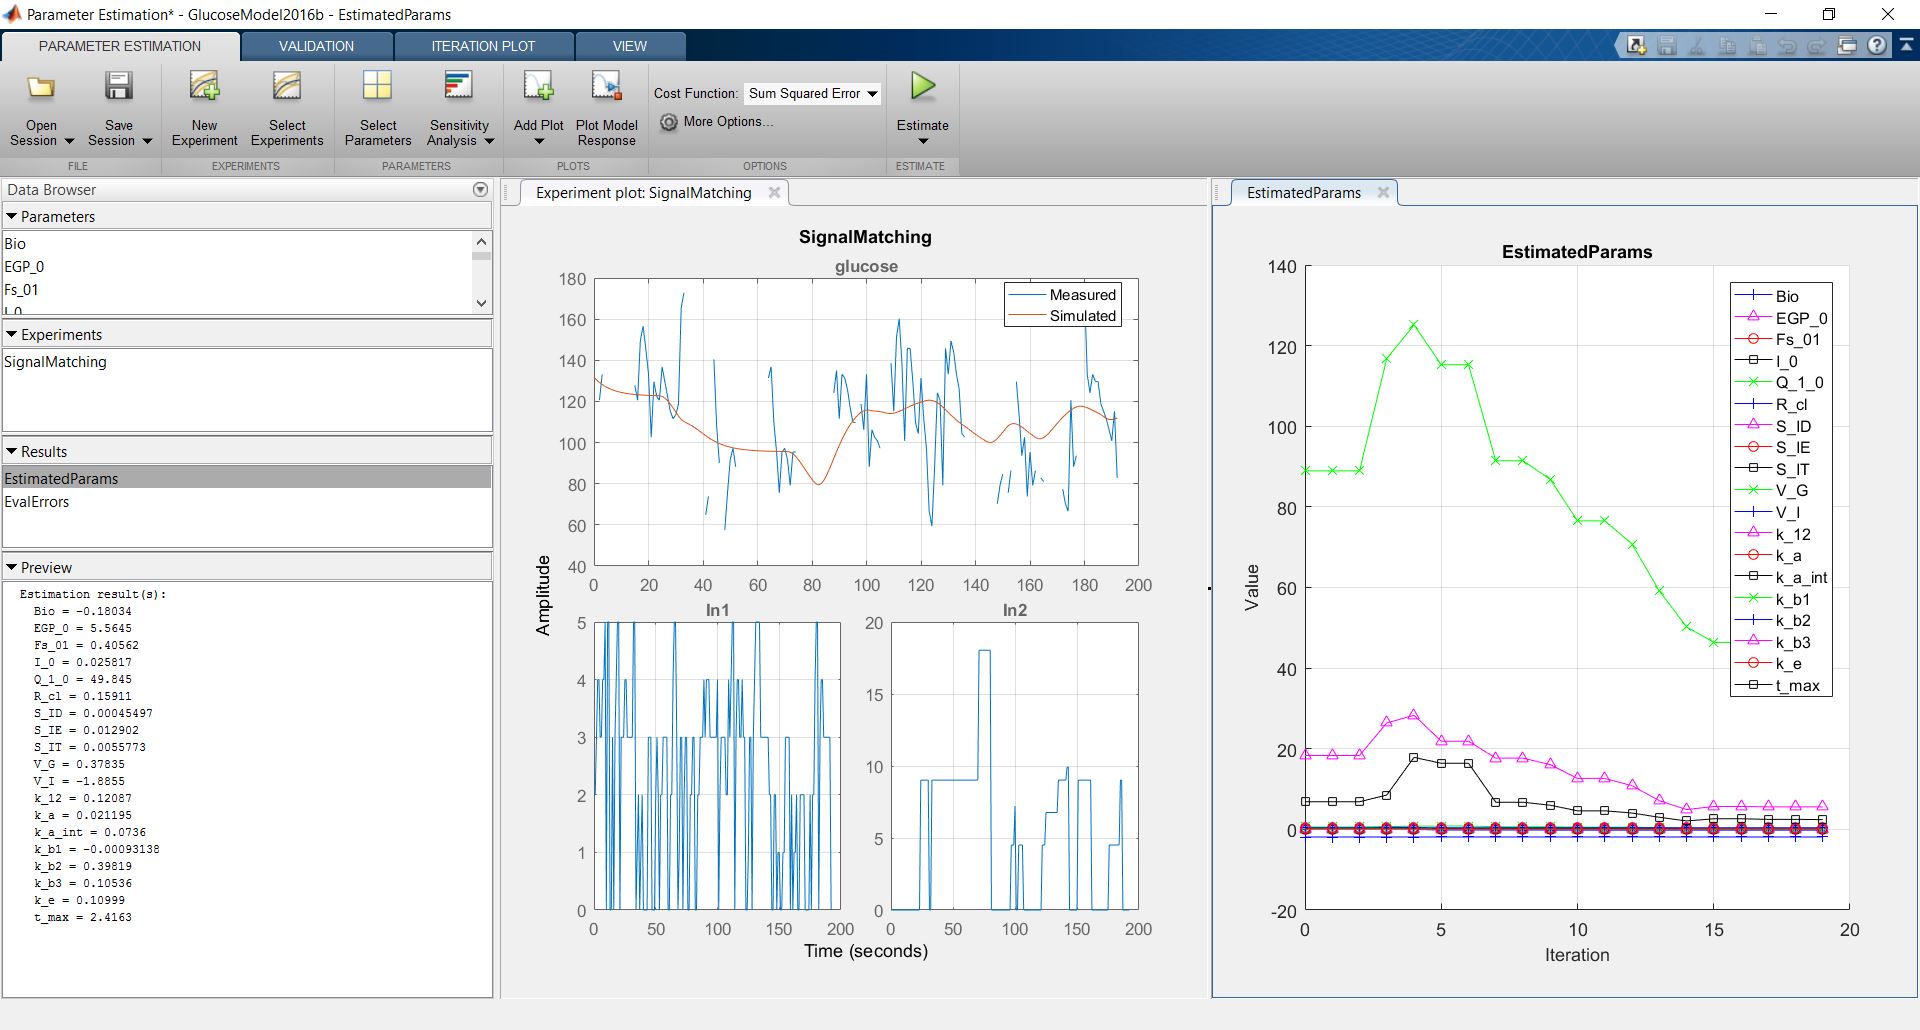 Parameter Estimation* - GlucoseModel2016b - EstimatedParams
PARAMETER ESTIMATION VALIDATION ITERATION PLOT VIEW
Open Session
Save Session
New Experiment
Select Experiments
Select Parameters
Sensitivity Analysis
Add Plot
Plot Model Response
Cost Function: Sum Squared Error
More Options...
Estimate
FILE EXPERIMENTS PARAMETERS PLOTS OPTIONS ESTIMATE
Data Browser
Parameters
Bio
EGP_0
Fs_01
I_0
Experiments
SignalMatching
Results
EstimatedParams
EvalErrors
Preview
Estimation result(s):
Bio = -0.18034
EGP_0 = 5.5645
Fs_01 = 0.40562
I_0 = 0.025817
Q_1_0 = 49.845
R_cl = 0.15911
S_ID = 0.00045497
S_IE = 0.012902
S_IT = 0.0055773
V_G = 0.37835
V_I = -1.8855
k_12 = 0.12087
k_a = 0.021195
k_a_int = 0.0736
k_b1 = -0.00093138
k_b2 = 0.39819
k_b3 = 0.10536
k_e = 0.10999
t_max = 2.4163
Experiment plot: SignalMatching
SignalMatching
glucose
180
160
140
120
100
80
60
40
0 20 40 60 80 100 120 140 160 180 200
Measured
Simulated
Amplitude
In1
5
4
3
2
1
0
0 50 100 150 200
In2
20
15
10
5
0
0 50 100 150 200
Time (seconds)
EstimatedParams
EstimatedParams
140
120
100
80
60
40
20
0
-20
0 5 10 15 20
Value
Iteration
Bio
EGP_0
Fs_01
I_0
Q_1_0
R_cl
S_ID
S_IE
S_IT
V_G
V_I
k_12
k_a
k_a_int
k_b1
k_b2
k_b3
k_e
t_max